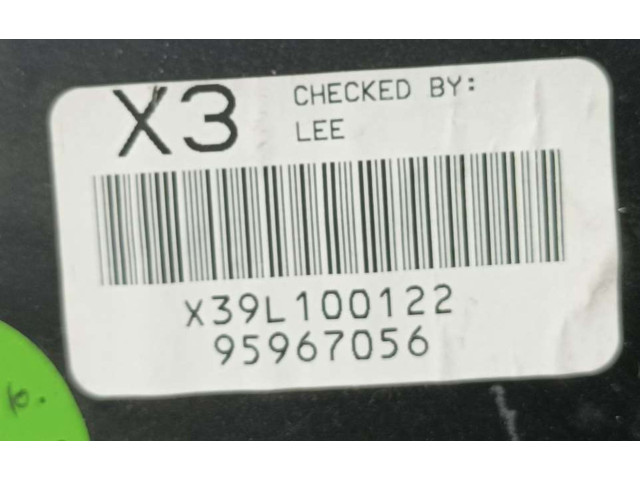 X3
CHECKED BY:
LEE
X39L100122
95967056